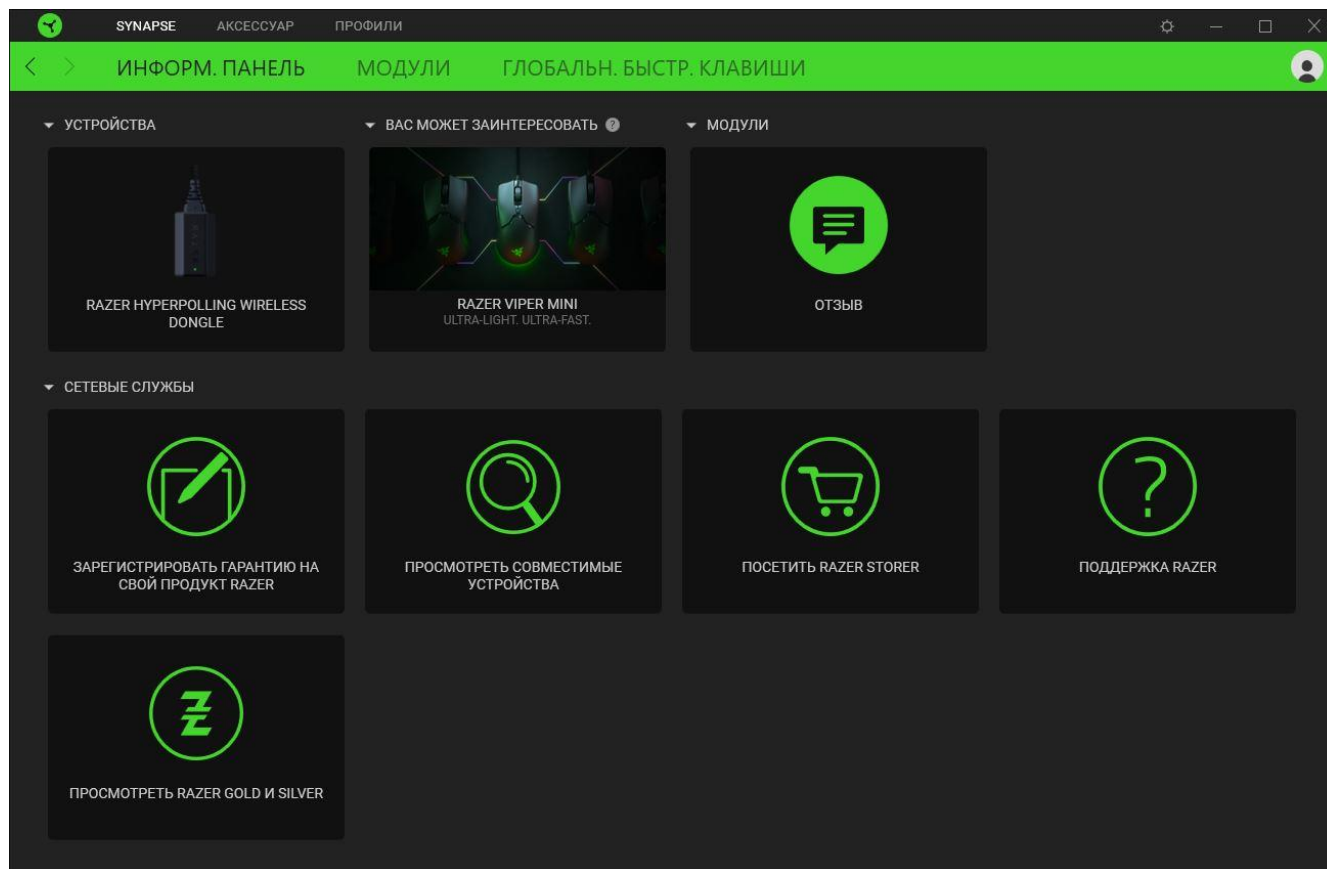 SYNAPSE АКСЕССУАР ПРОФИЛИ
ИНФОРМ. ПАНЕЛЬ МОДУЛИ ГЛОБАЛЬН. БЫСТР. КЛАВИШИ
УСТРОЙСТВА ВАС МОЖЕТ ЗАИНТЕРЕСОВАТЬ ? МОДУЛИ
RAZER HYPERPOLLING WIRELESS
DONGLE
RAZER VIPER MINI
ULTRA-LIGHT. ULTRA-FAST.
ОТЗЫВ
СЕТЕВЫЕ СЛУЖБЫ
ЗАРЕГИСТРИРОВАТЬ ГАРАНТИЮ НА
СВОЙ ПРОДУКТ RAZER
ПРОСМОТРЕТЬ СОВМЕСТИМЫЕ
УСТРОЙСТВА
ПОСЕТИТЬ RAZER STORER
ПОДДЕРЖКА RAZER
ПРОСМОТРЕТЬ RAZER GOLD И SILVER